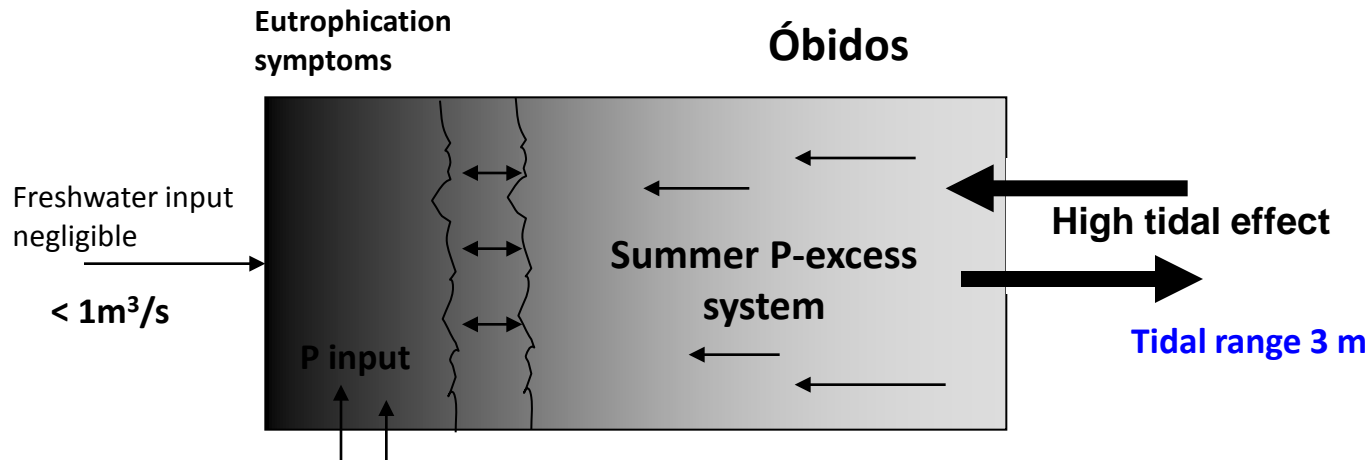 Eutrophication
symptoms
Óbidos
Freshwater input
negligible
< 1m³/s
High tidal effect
Summer P-excess
system
Tidal range 3 m
P input